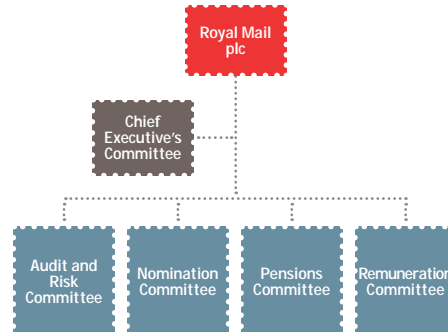 Royal Mail
plc
Chief
Executive's
Committee
Audit and
Risk
Committee
Nomination
Committee
Pensions
Committee
Remuneration
Committee